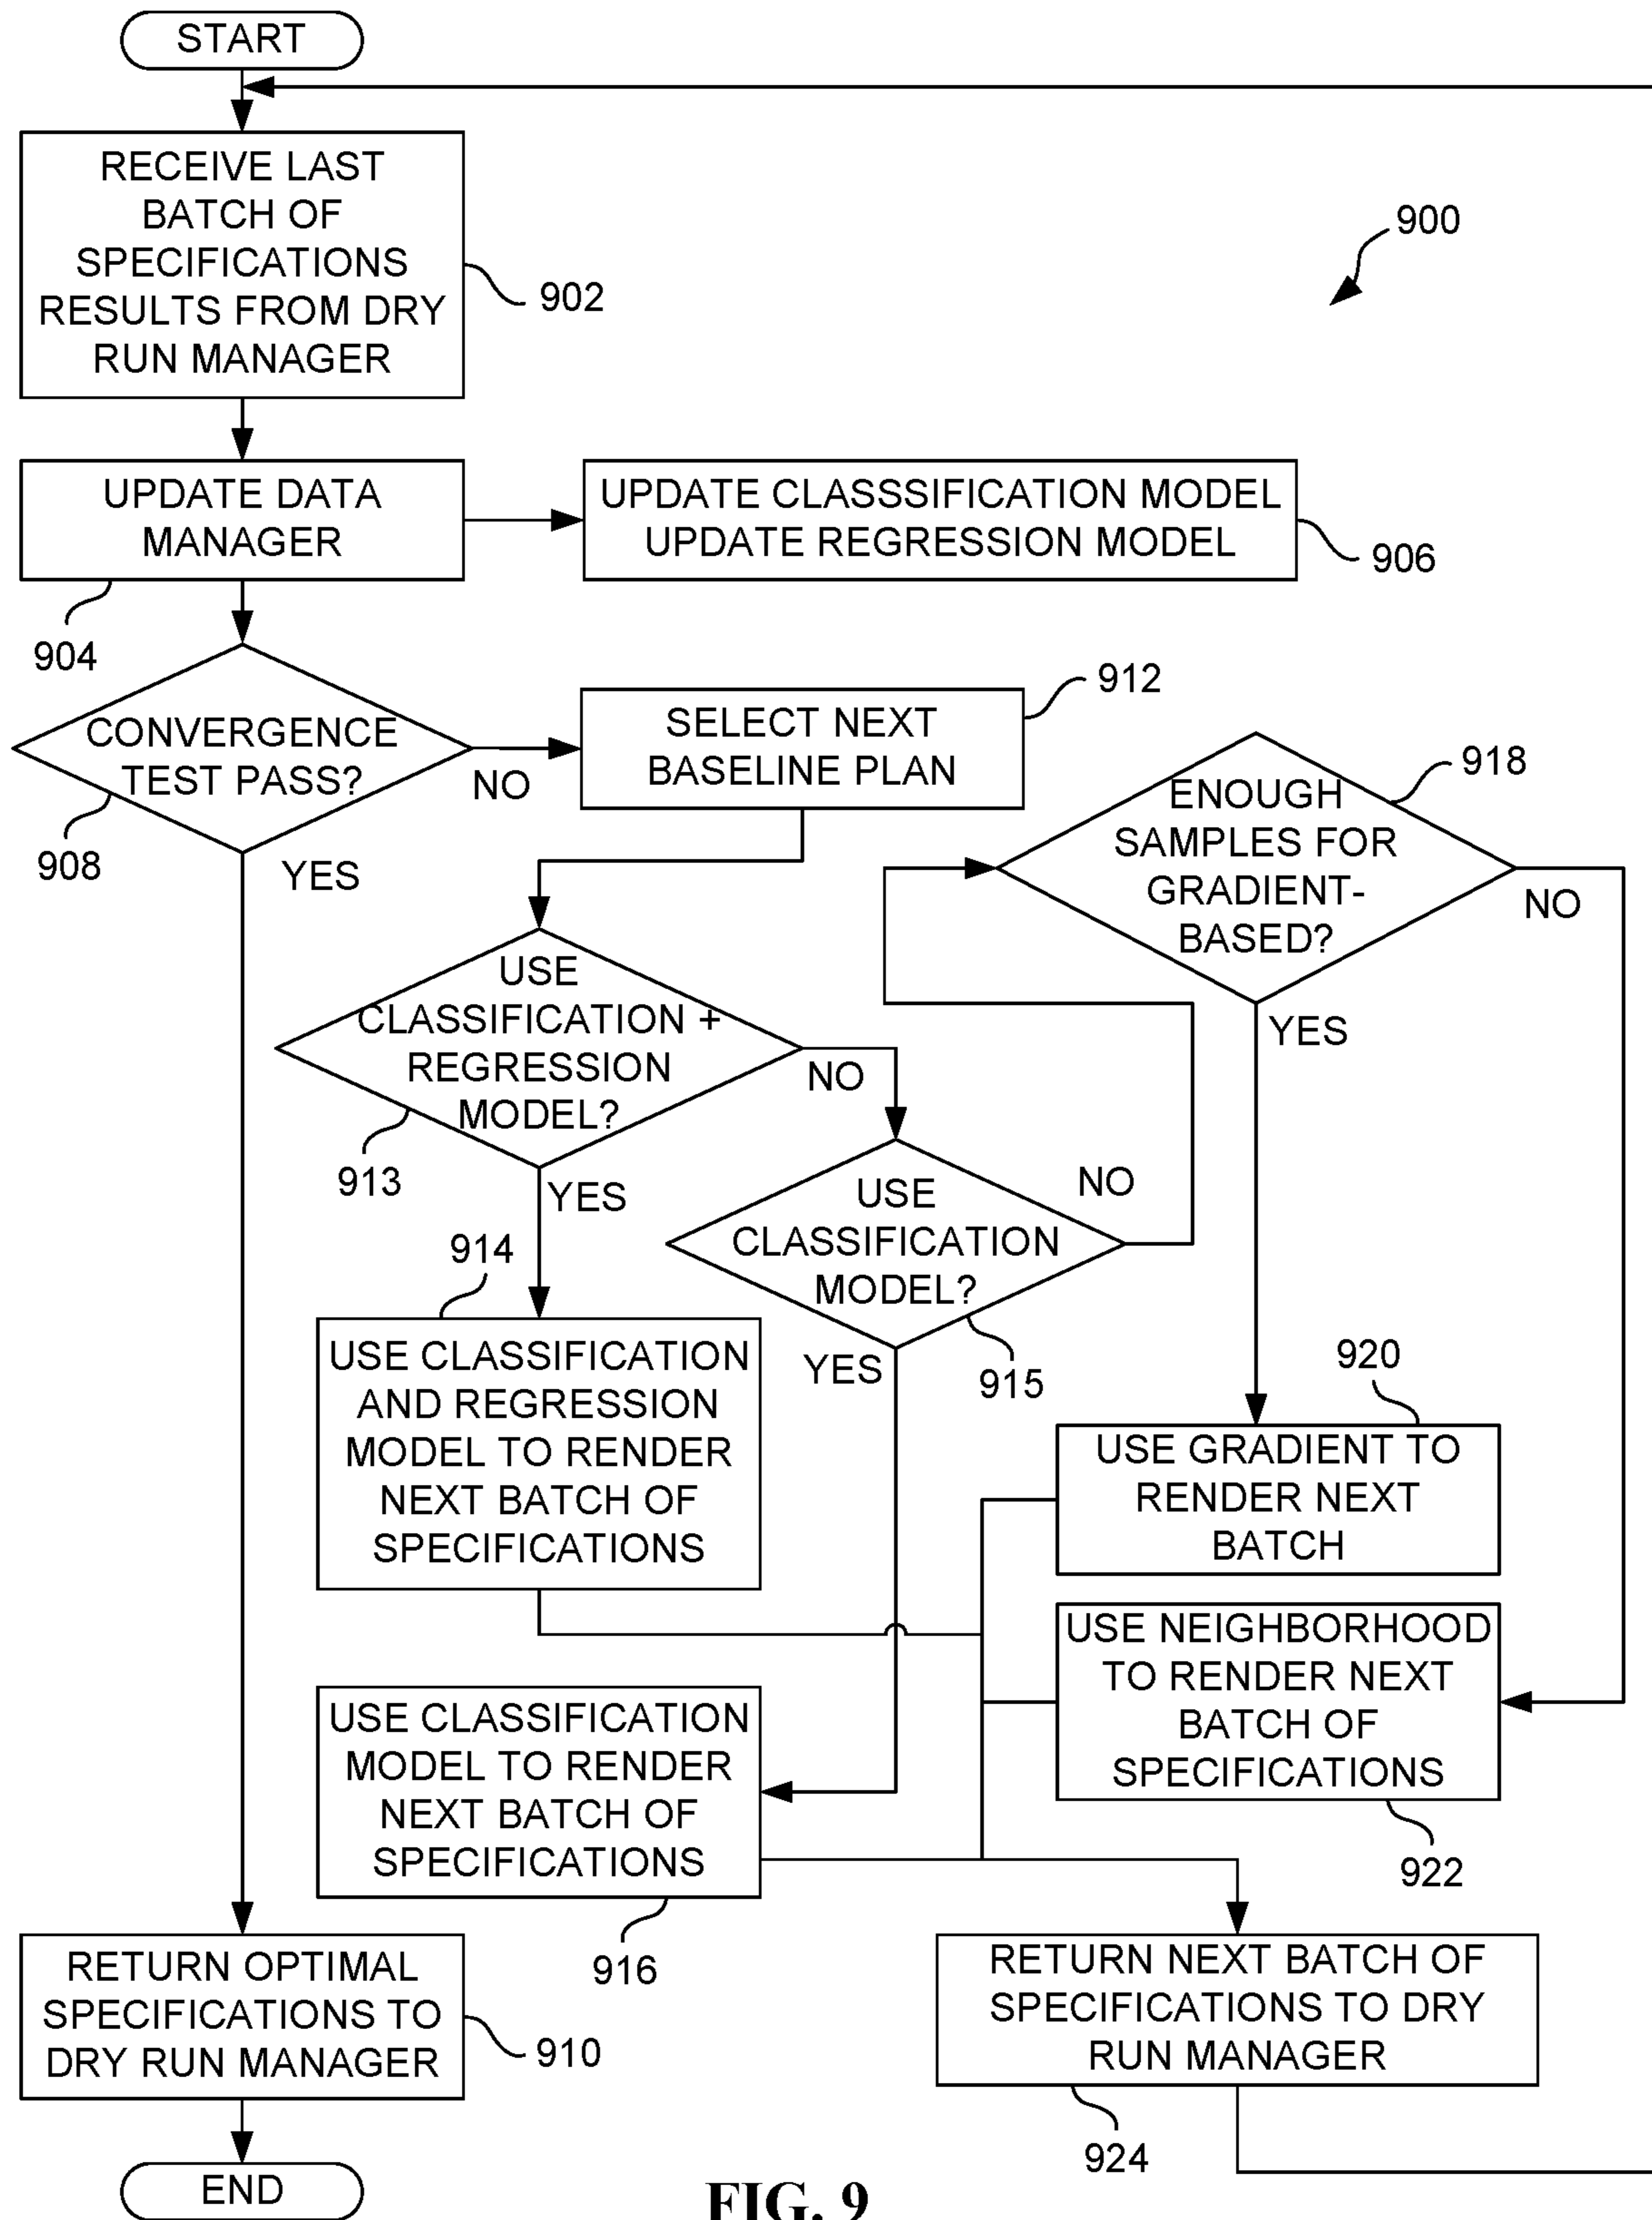 START
RECEIVE LAST
BATCH OF
SPECIFICATIONS
RESULTS FROM DRY
RUN MANAGER
902
900
UPDATE DATA
MANAGER
904
UPDATE CLASSSIFICATION MODEL
UPDATE REGRESSION MODEL
906
CONVERGENCE
TEST PASS?
908
NO
YES
SELECT NEXT
BASELINE PLAN
912
USE
CLASSIFICATION +
REGRESSION
MODEL?
913
NO
YES
USE
CLASSIFICATION
MODEL?
915
NO
YES
ENOUGH
SAMPLES FOR
GRADIENT-
BASED?
918
NO
YES
914
USE CLASSIFICATION
AND REGRESSION
MODEL TO RENDER
NEXT BATCH OF
SPECIFICATIONS
920
USE GRADIENT TO
RENDER NEXT
BATCH
USE NEIGHBORHOOD
TO RENDER NEXT
BATCH OF
SPECIFICATIONS
922
USE CLASSIFICATION
MODEL TO RENDER
NEXT BATCH OF
SPECIFICATIONS
916
RETURN OPTIMAL
SPECIFICATIONS TO
DRY RUN MANAGER
910
RETURN NEXT BATCH OF
SPECIFICATIONS TO DRY
RUN MANAGER
924
END
FIG. 9